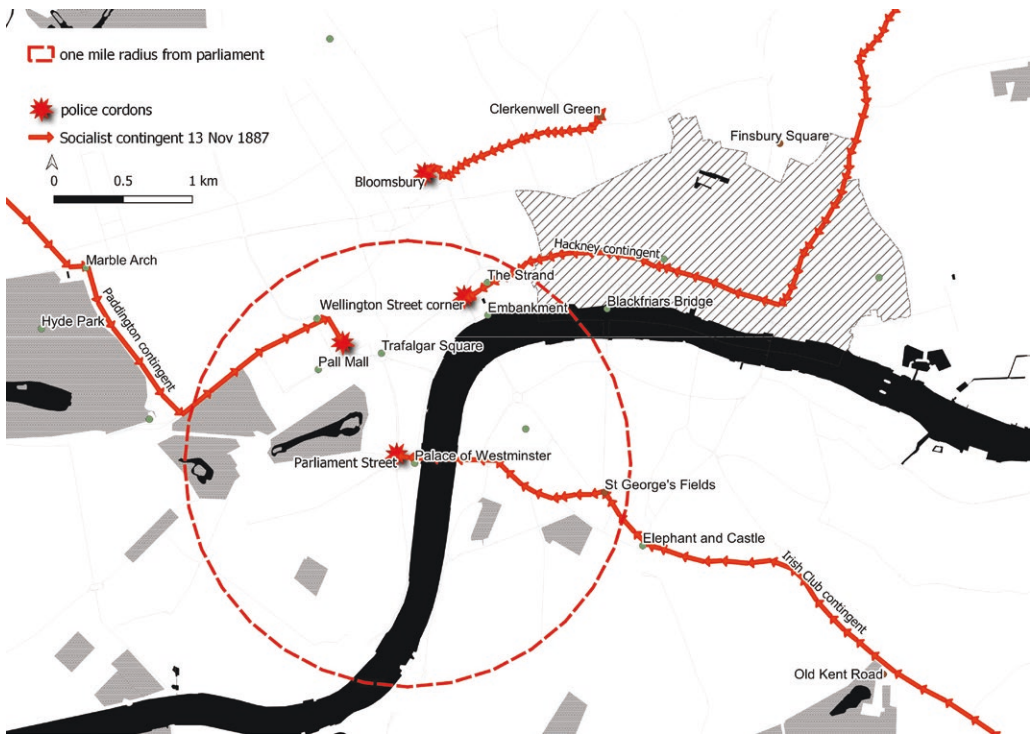 one mile radius from parliament
police cordons
Socialist contingent 13 Nov 1887
0 0.5 1 km
Clerkenwell Green
Finsbury Square
Bloomsbury
Hackney contingent
Marble Arch
The Strand
Wellington Street corner
Embankment
Blackfriars Bridge
Hyde Park
Paddington contingent
Trafalgar Square
Pall Mall
Parliament Street
Palace of Westminster
St George's Fields
Elephant and Castle
Irish Club contingent
Old Kent Road